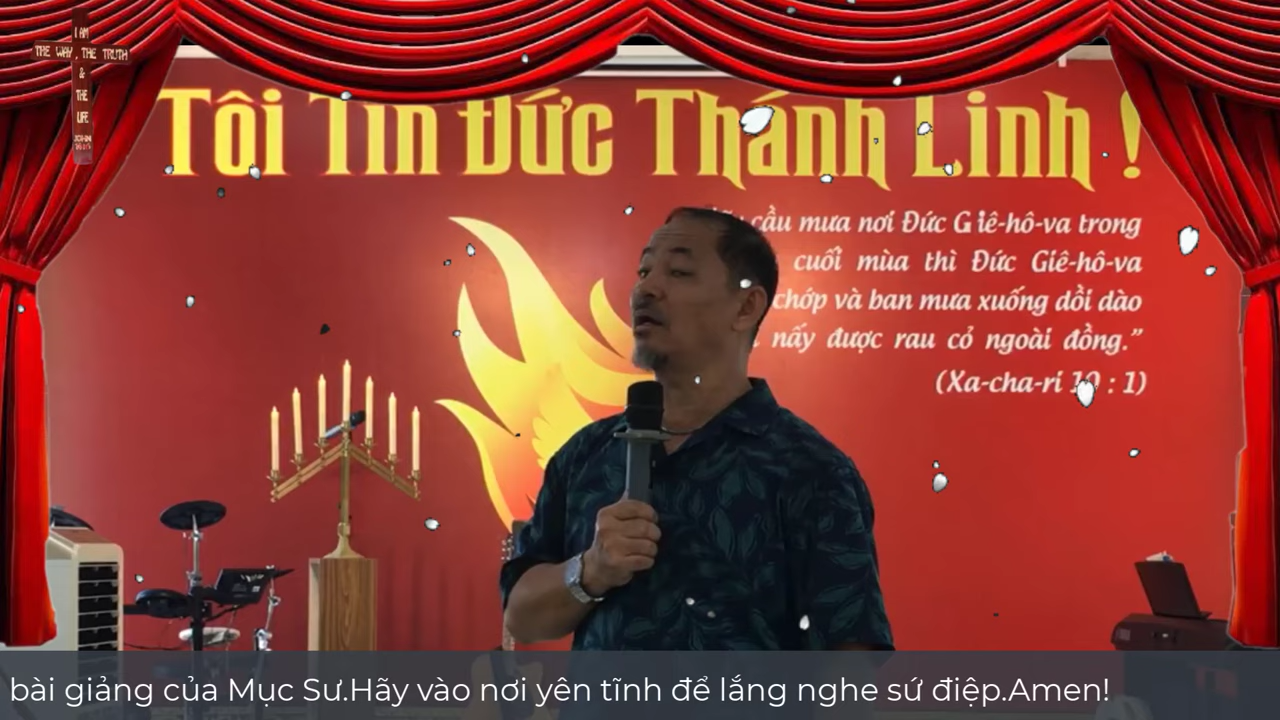 I AM
THE WAY, THE TRUTH
&
THE
LIFE
JOHN
Tôi Tin Đức Thánh Linh !
cầu mưa nơi Đức Giê-hô-va trong
cuối mùa thì Đức Giê-hô-va
chớp và ban mưa xuống dồi dào
nấy được rau cỏ ngoài đồng.”
(Xa-cha-ri 10 : 1)
bài giảng của Mục Sư.Hãy vào nơi yên tĩnh để lắng nghe sứ điệp.Amen!